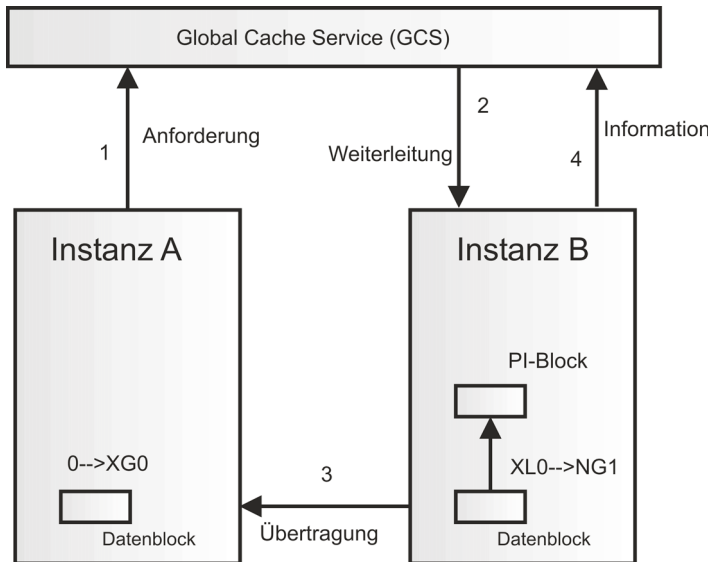 Global Cache Service (GCS)
1
Anforderung
2
Weiterleitung
4
Information
Instanz A
Instanz B
PI-Block
0-->XG0
XL0-->NG1
3
Übertragung
Datenblock
Datenblock